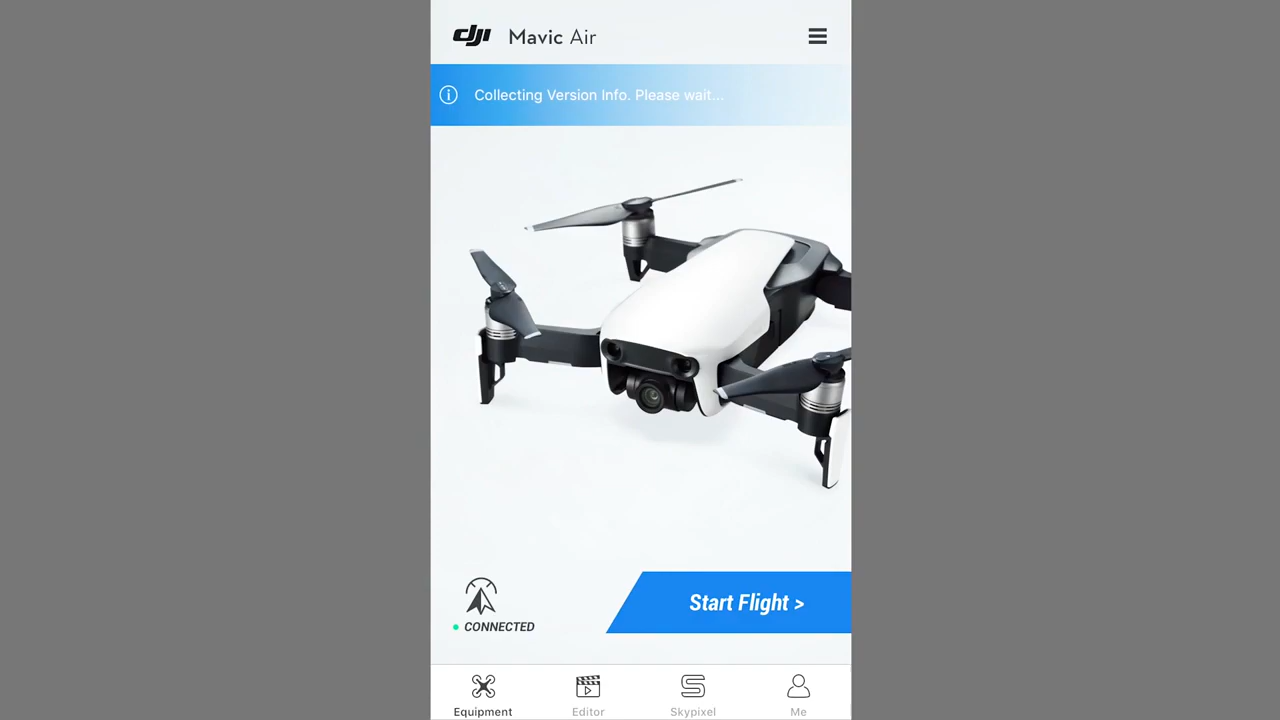 dji Mavic Air
Collecting Version Info. Please wait...
Start Flight >
CONNECTED
Equipment Editor Skypixel Me